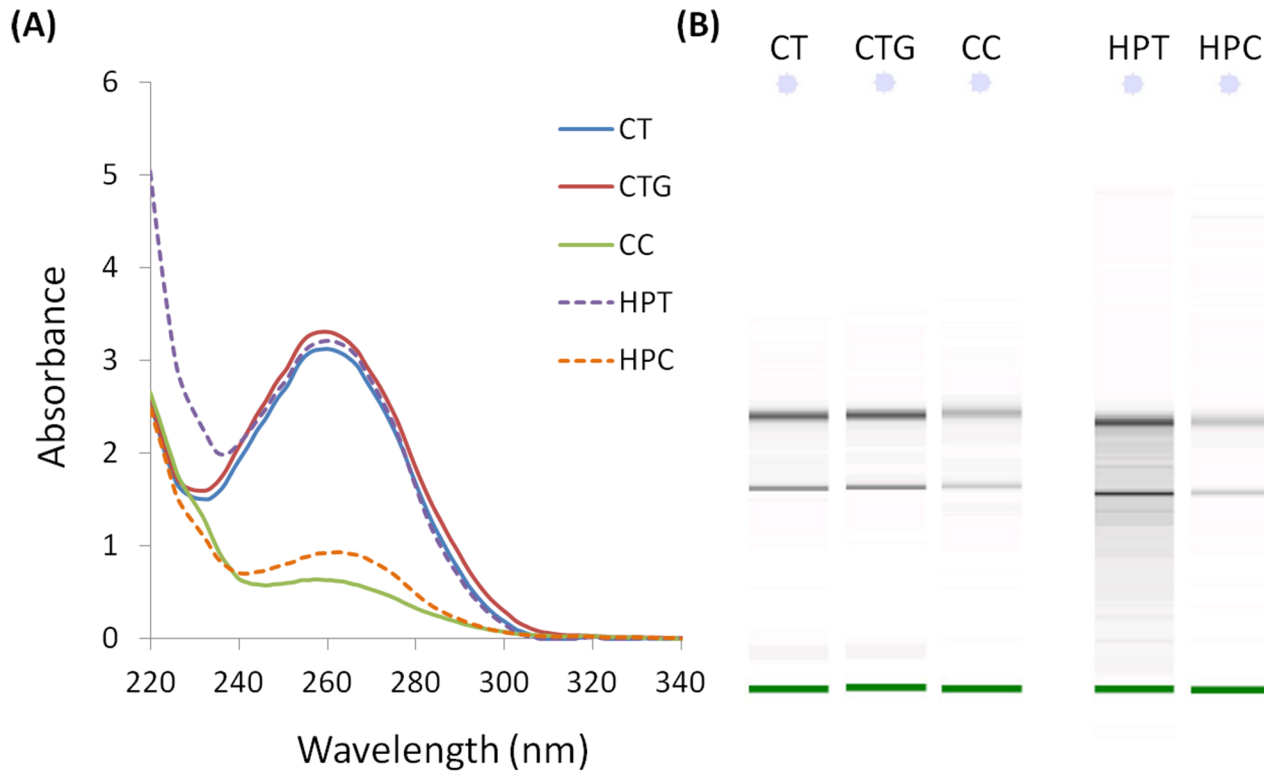 (A)
6
5
4
3
2
1
0
Absorbance
220 240 260 280 300 320 340
Wavelength (nm)
CT
CTG
CC
HPT
HPC
(B)
CT CTG CC HPT HPC